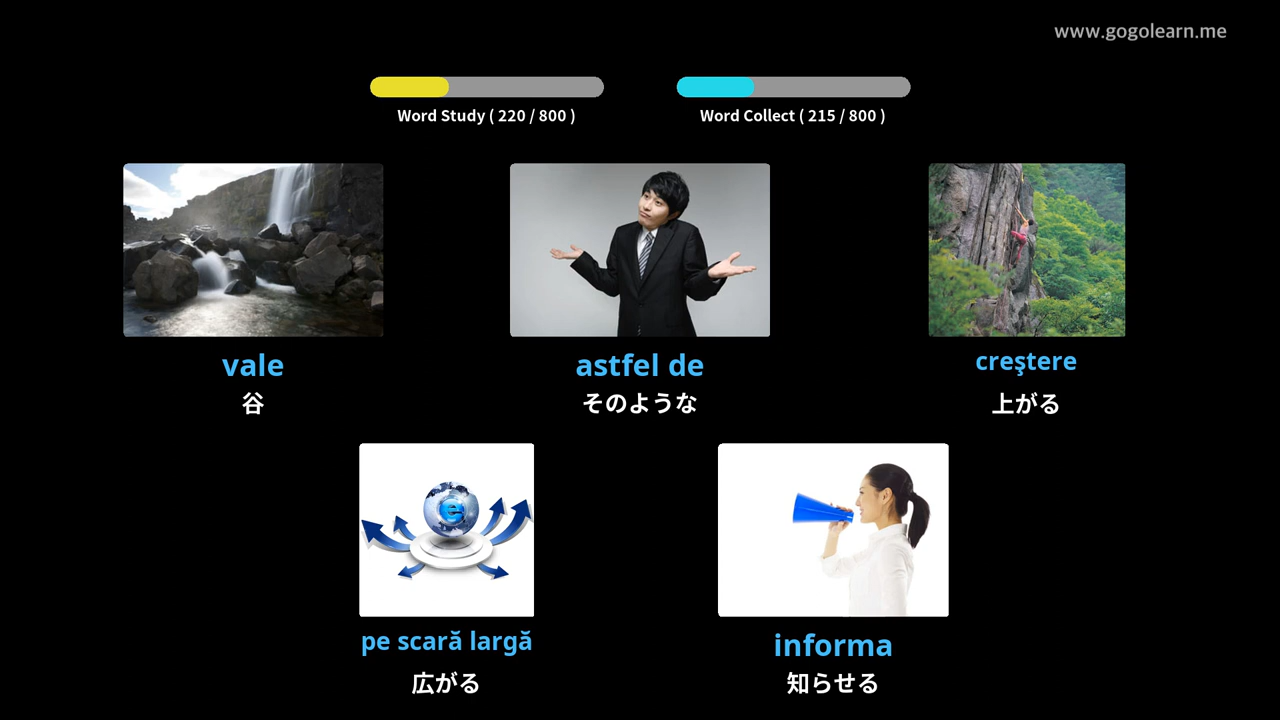 www.gogolearn.me
Word Study ( 220 / 800 )
Word Collect ( 215 / 800 )
vale
谷
astfel de
そのような
creştere
上がる
e
pe scară largă
広がる
informa
知らせる